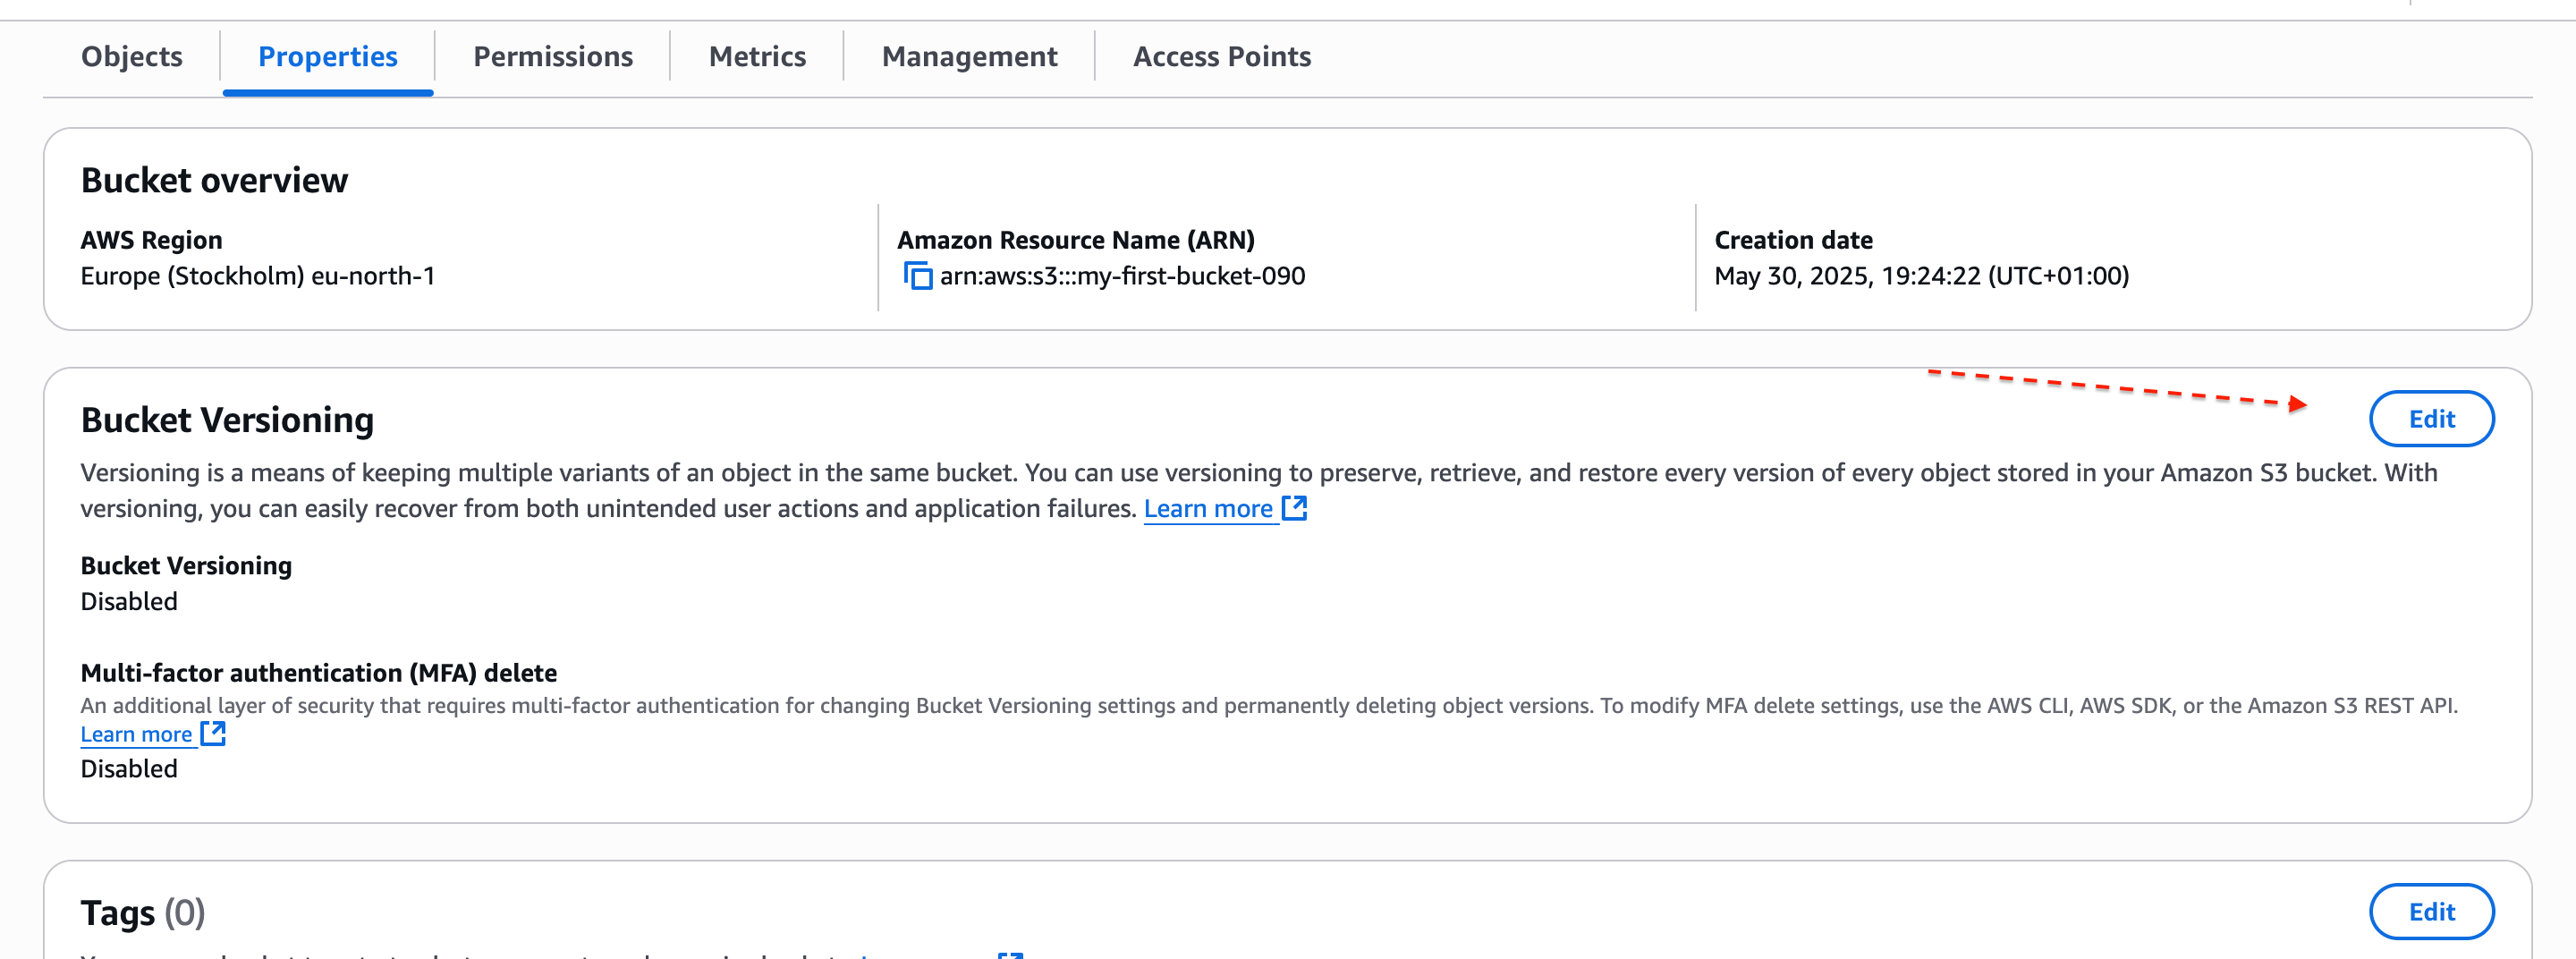 Objects
Properties
Permissions
Metrics
Management
Access Points
Bucket overview
AWS Region
Europe (Stockholm) eu-north-1
Amazon Resource Name (ARN)
arn:aws:s3:::my-first-bucket-090
Creation date
May 30, 2025, 19:24:22 (UTC+01:00)
Bucket Versioning
Edit
Versioning is a means of keeping multiple variants of an object in the same bucket. You can use versioning to preserve, retrieve, and restore every version of every object stored in your Amazon S3 bucket. With
versioning, you can easily recover from both unintended user actions and application failures. Learn more
Bucket Versioning
Disabled
Multi-factor authentication (MFA) delete
An additional layer of security that requires multi-factor authentication for changing Bucket Versioning settings and permanently deleting object versions. To modify MFA delete settings, use the AWS CLI, AWS SDK, or the Amazon S3 REST API.
Learn more
Disabled
Tags (0)
Edit